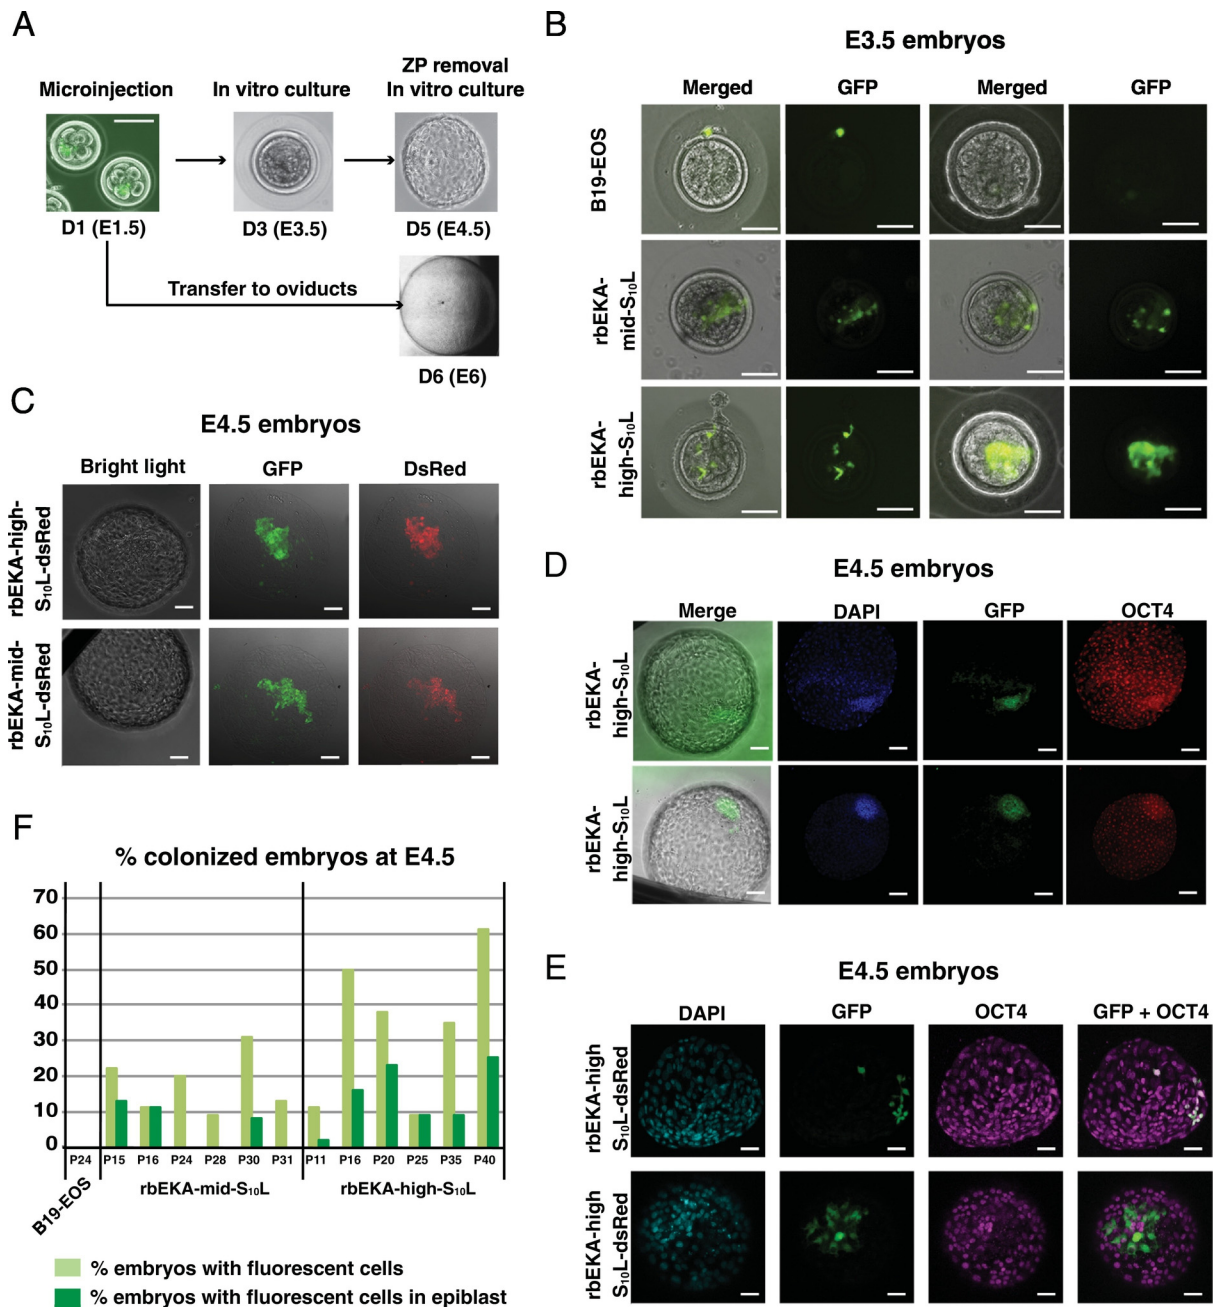 A
Microinjection
In vitro culture
ZP removal
In vitro culture
D1 (E1.5)
D3 (E3.5)
D5 (E4.5)
Transfer to oviducts
D6 (E6)
B
E3.5 embryos
Merged
GFP
Merged
GFP
B19-EOS
rbEKA-
mid-S₁₀L
rbEKA-
high-S₁₀L
C
E4.5 embryos
Bright light
GFP
DsRed
rbEKA-high-
S₁₀L-dsRed
rbEKA-mid-
S₁₀L-dsRed
D
E4.5 embryos
Merge
DAPI
GFP
OCT4
rbEKA-
high-S₁₀L
rbEKA-
high-S₁₀L
E
E4.5 embryos
DAPI
GFP
OCT4
GFP + OCT4
rbEKA-high
S₁₀L-dsRed
rbEKA-high
S₁₀L-dsRed
F
% colonized embryos at E4.5
70
60
50
40
30
20
10
0
P24
P15
P16
P24
P28
P30
P31
P11
P16
P20
P25
P35
P40
B19-EOS
rbEKA-mid-S₁₀L
rbEKA-high-S₁₀L
% embryos with fluorescent cells
% embryos with fluorescent cells in epiblast